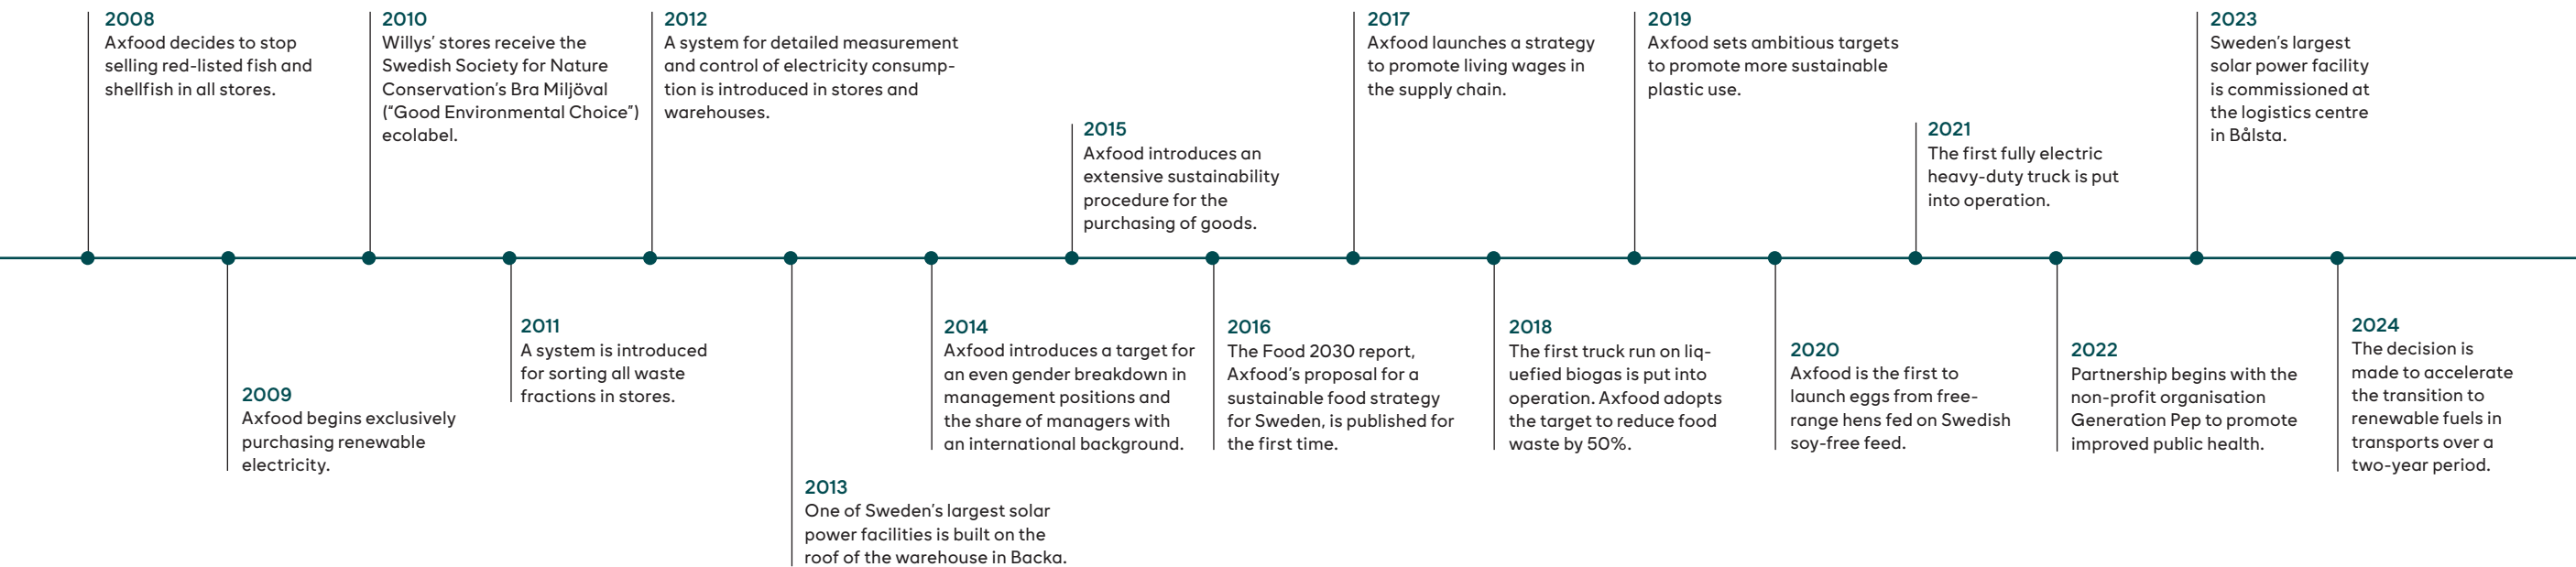 2008
Axfood decides to stop
selling red-listed fish and
shellfish in all stores.
2009
Axfood begins exclusively
purchasing renewable
electricity.
2010
Willys’ stores receive the
Swedish Society for Nature
Conservation’s Bra Miljöval
(“Good Environmental Choice”)
ecolabel.
2011
A system is introduced
for sorting all waste
fractions in stores.
2012
A system for detailed measurement
and control of electricity consump-
tion is introduced in stores and
warehouses.
2013
One of Sweden’s largest solar
power facilities is built on the
roof of the warehouse in Backa.
2014
Axfood introduces a target for
an even gender breakdown in
management positions and
the share of managers with
an international background.
2015
Axfood introduces an
extensive sustainability
procedure for the
purchasing of goods.
2016
The Food 2030 report,
Axfood’s proposal for a
sustainable food strategy
for Sweden, is published for
the first time.
2017
Axfood launches a strategy
to promote living wages in
the supply chain.
2018
The first truck run on liq-
uefied biogas is put into
operation. Axfood adopts
the target to reduce food
waste by 50%.
2019
Axfood sets ambitious targets
to promote more sustainable
plastic use.
2020
Axfood is the first to
launch eggs from free-
range hens fed on Swedish
soy-free feed.
2021
The first fully electric
heavy-duty truck is put
into operation.
2022
Partnership begins with the
non-profit organisation
Generation Pep to promote
improved public health.
2023
Sweden’s largest
solar power facility
is commissioned at
the logistics centre
in Bålsta.
2024
The decision is
made to accelerate
the transition to
renewable fuels in
transports over a
two-year period.